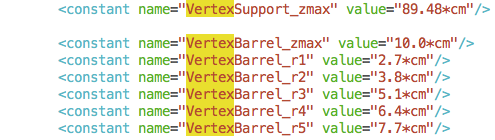 <constant name="VertexSupport_zmax" value="89.48*cm"/>
<constant name="VertexBarrel_zmax" value="10.0*cm"/>
<constant name="VertexBarrel_r1" value="2.7*cm"/>
<constant name="VertexBarrel_r2" value="3.8*cm"/>
<constant name="VertexBarrel_r3" value="5.1*cm"/>
<constant name="VertexBarrel_r4" value="6.4*cm"/>
<constant name="VertexBarrel_r5" value="7.7*cm"/>